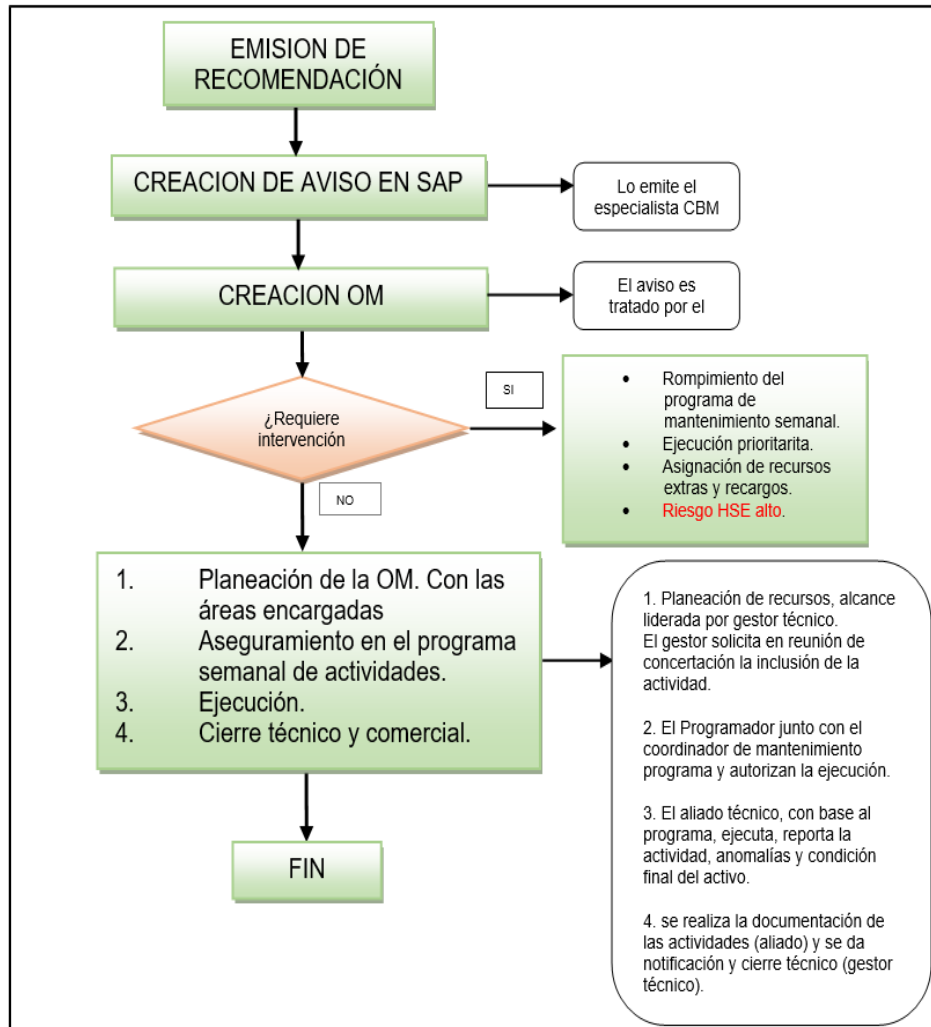 EMISION DE
RECOMENDACIÓN
CREACION DE AVISO EN SAP
Lo emite el
especialista CBM
CREACION OM
El aviso es
tratado por el
¿Requiere
intervención
SI
• Rompimiento del
programa de
mantenimiento semanal.
• Ejecución prioritarita.
• Asignación de recursos
extras y recargos.
• Riesgo HSE alto.
NO
1. Planeación de la OM. Con las
áreas encargadas
2. Aseguramiento en el programa
semanal de actividades.
3. Ejecución.
4. Cierre técnico y comercial.
1. Planeación de recursos, alcance
liderada por gestor técnico.
El gestor solicita en reunión de
concertación la inclusión de la
actividad.
2. El Programador junto con el
coordinador de mantenimiento
programa y autorizan la ejecución.
3. El aliado técnico, con base al
programa, ejecuta, reporta la
actividad, anomalías y condición
final del activo.
4. se realiza la documentación de
las actividades (aliado) y se da
notificación y cierre técnico (gestor
técnico).
FIN